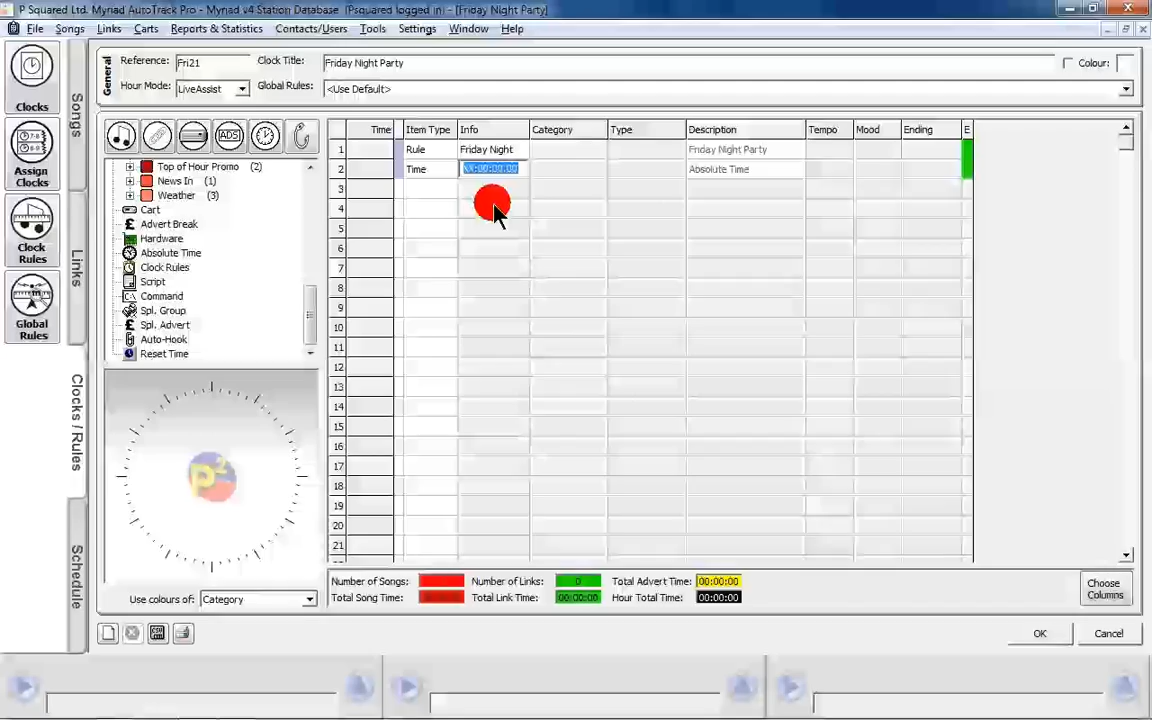 P Squared Ltd. Myriad AutoTrack Pro - Myriad v4 Station Database (Psquared logged in) - [Friday Night Party]
File Songs Links Carts Reports & Statistics Contacts/Users Tools Settings Window Help
General
Reference: Fri21 Clock Title: Friday Night Party Colour:
Hour Mode: LiveAssist Global Rules: <Use Default>
Clocks
Assign Clocks
Clock Rules
Global Rules
Songs
Links
Clocks / Rules
Schedule
ADS
Top of Hour Promo (2)
News In (1)
Weather (3)
Cart
Advert Break
Hardware
Absolute Time
Clock Rules
Script
Command
Spl. Group
Spl. Advert
Auto-Hook
Reset Time
P2
Use colours of: Category
Time Item Type Info Category Type Description Tempo Mood Ending E
1 Rule Friday Night Friday Night Party
2 Time XX:00:00.00 Absolute Time
3
4
5
6
7
8
9
10
11
12
13
14
15
16
17
18
19
20
21
Number of Songs: Number of Links: 0 Total Advert Time: 00:00:00
Total Song Time: Total Link Time: 00:00:00 Hour Total Time: 00:00:00
Choose Columns
OK Cancel